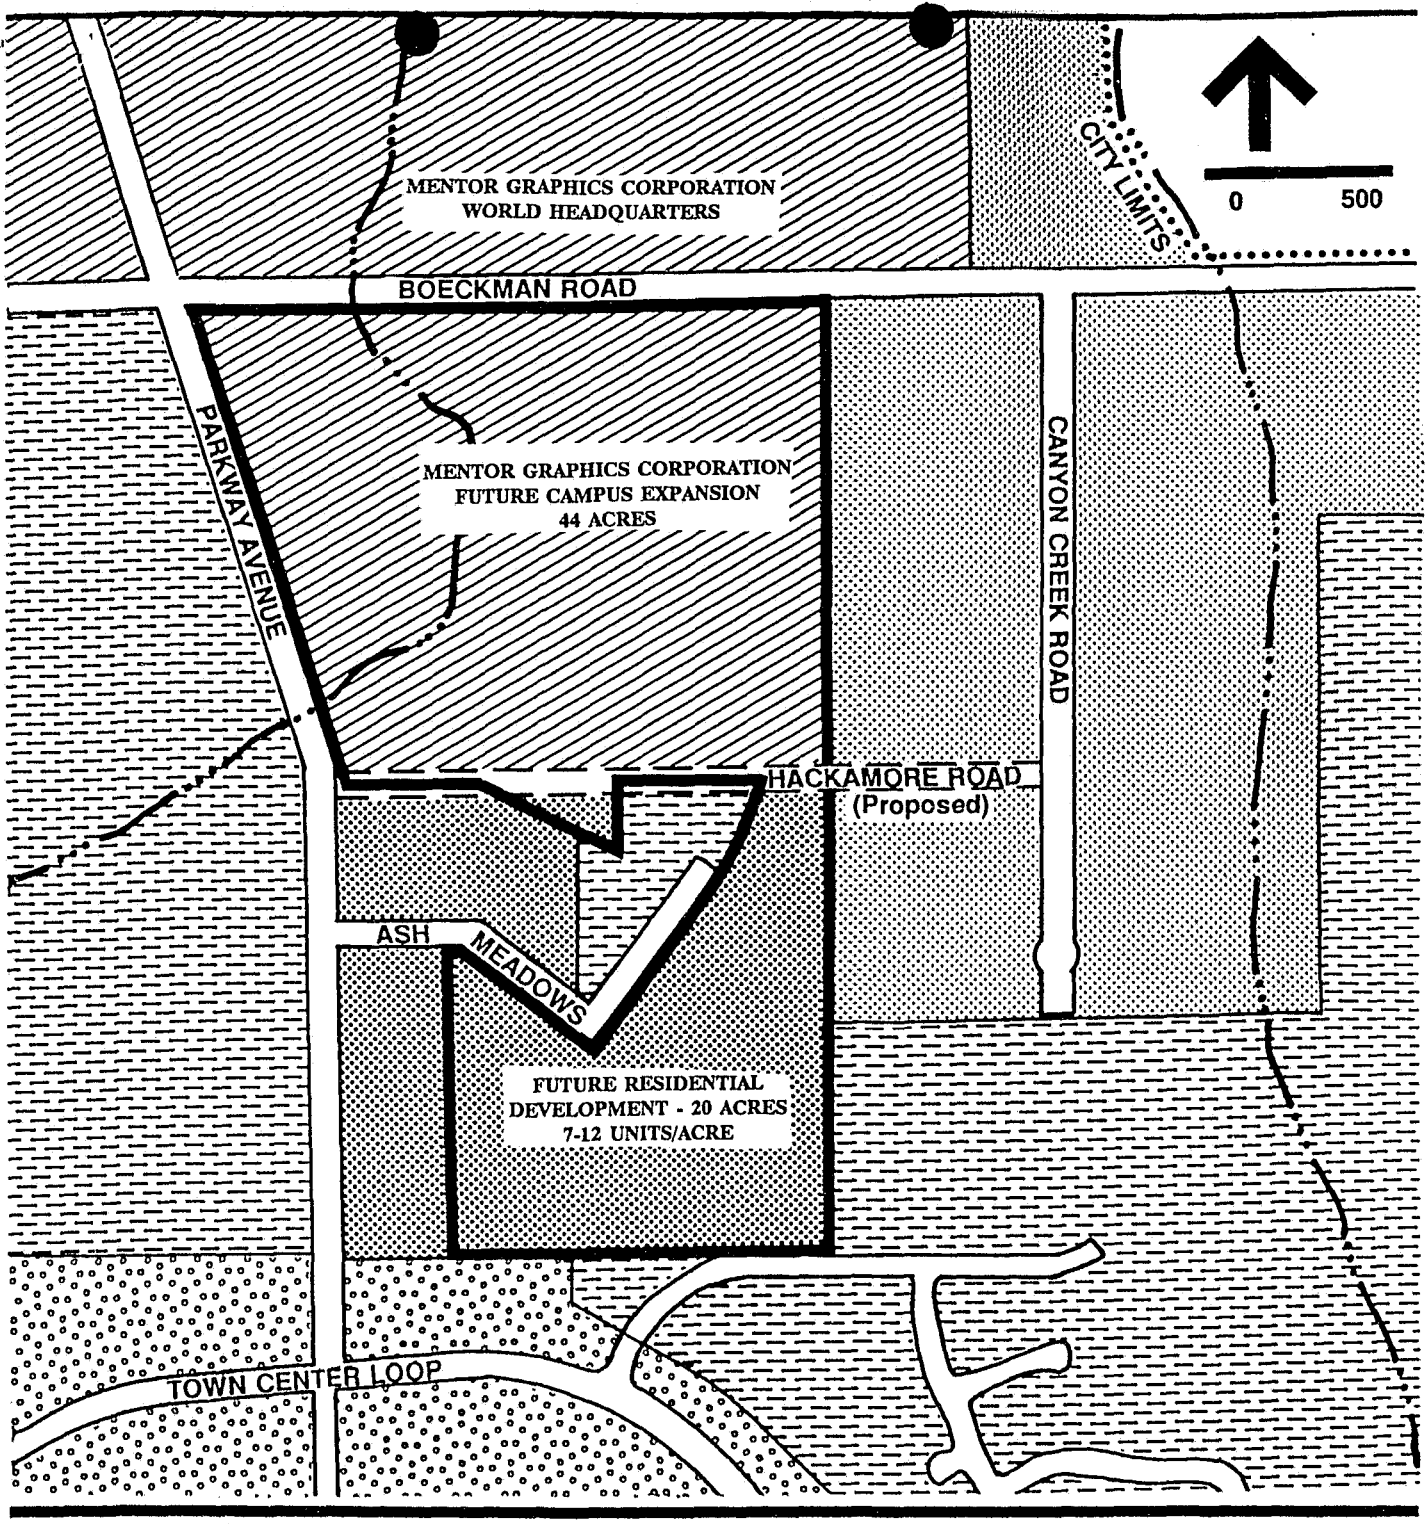 CITY LIMITS
0 500
MENTOR GRAPHICS CORPORATION
WORLD HEADQUARTERS
BOECKMAN ROAD
PARKWAY AVENUE
MENTOR GRAPHICS CORPORATION
FUTURE CAMPUS EXPANSION
44 ACRES
CANYON CREEK ROAD
HACKAMORE ROAD
(Proposed)
ASH MEADOWS
FUTURE RESIDENTIAL
DEVELOPMENT - 20 ACRES
7-12 UNITS/ACRE
TOWN CENTER LOOP